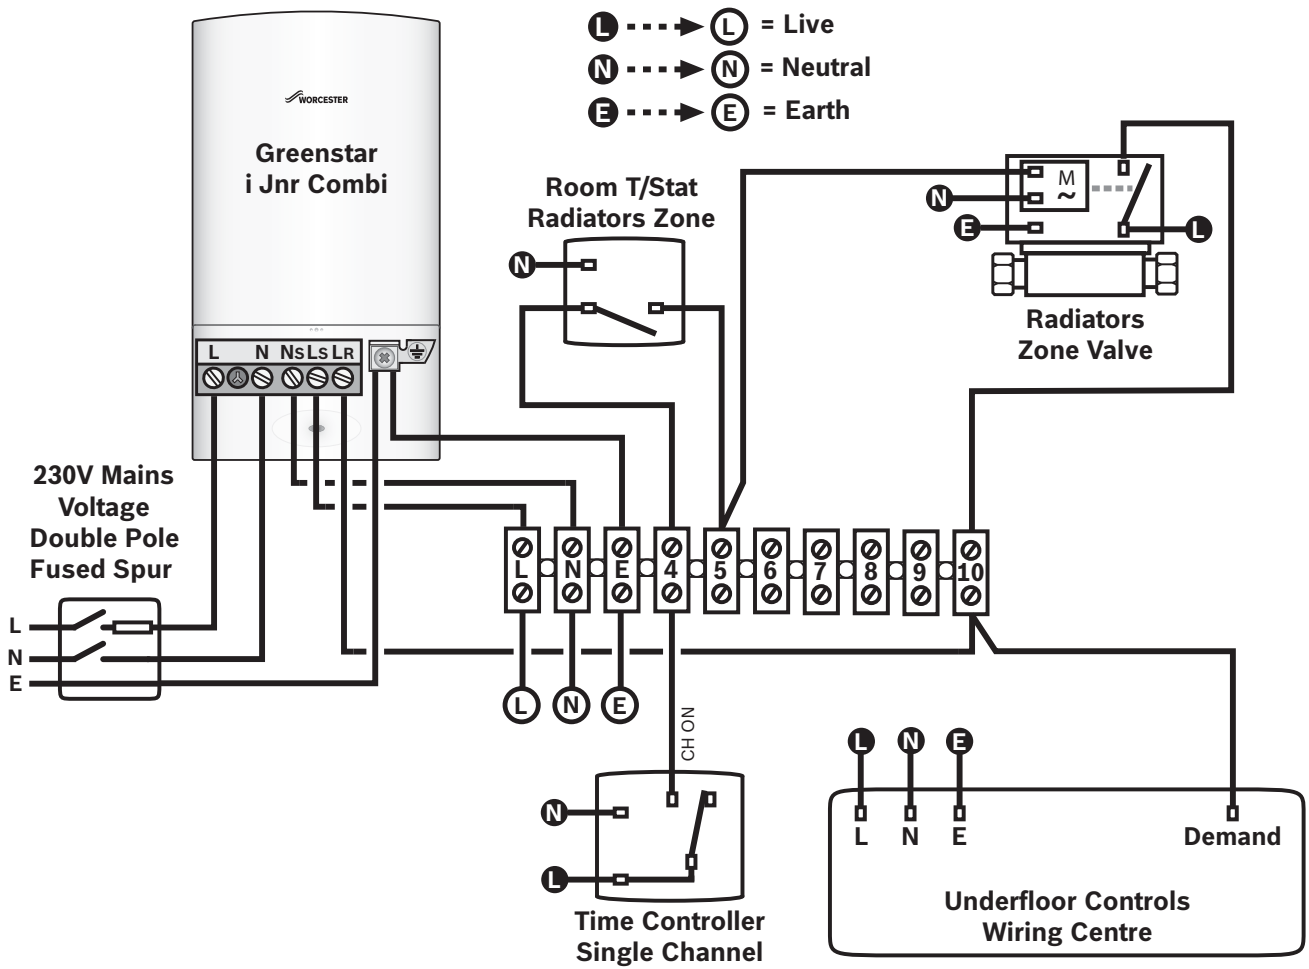 L L = Live
N N = Neutral
E E = Earth
WORCESTER
Greenstar
i Jnr Combi
L N NS LS LR
Room T/Stat
Radiators Zone
N
M
~
N
E
L
Radiators
Zone Valve
230V Mains
Voltage
Double Pole
Fused Spur
L
N
E
L N E 4 5 6 7 8 9 10
L N E
CH ON
N
L
Time Controller
Single Channel
L N E
L N E Demand
Underfloor Controls
Wiring Centre